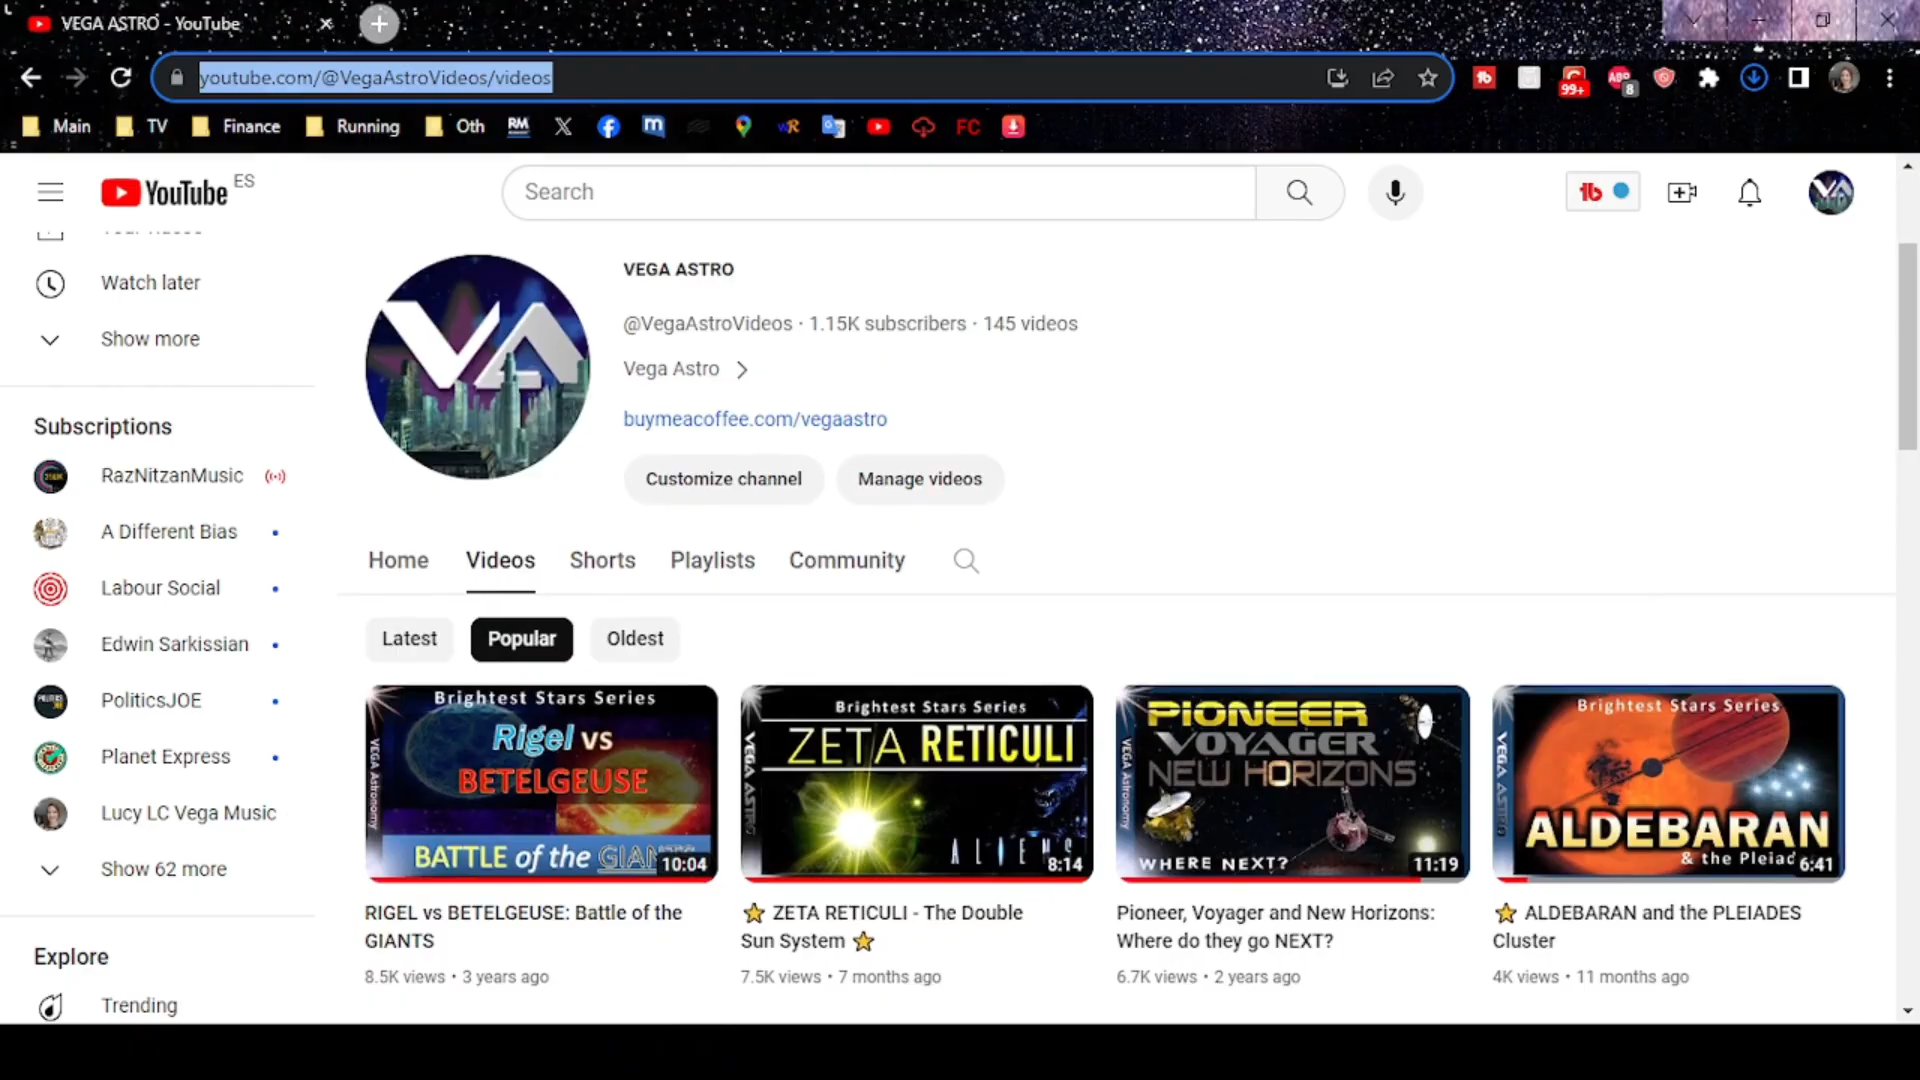 VEGA ASTRO - YouTube
youtube.com/@VegaAstroVideos/videos
99+
ABP
8
Main
TV
Finance
Running
Oth
RM
FC
YouTube ES
Search
Watch later
Show more
Subscriptions
RazNitzanMusic
A Different Bias
Labour Social
Edwin Sarkissian
PoliticsJOE
Planet Express
Lucy LC Vega Music
Show 62 more
Explore
Trending
VA
VEGA ASTRO
@VegaAstroVideos · 1.15K subscribers · 145 videos
Vega Astro
buymeacoffee.com/vegaastro
Customize channel
Manage videos
Home
Videos
Shorts
Playlists
Community
Latest
Popular
Oldest
Brightest Stars Series
Rigel vs
BETELGEUSE
BATTLE of the GIAN
VEGA Astronomy
10:04
RIGEL vs BETELGEUSE: Battle of the
GIANTS
8.5K views • 3 years ago
Brightest Stars Series
ZETA RETICULI
VEGA ASTRO
ALIENS
8:14
⭐ ZETA RETICULI - The Double
Sun System ⭐
7.5K views • 7 months ago
PIONEER
VOYAGER
NEW HORIZONS
VEGA Astronomy
WHERE NEXT?
11:19
Pioneer, Voyager and New Horizons:
Where do they go NEXT?
6.7K views • 2 years ago
Brightest Stars Series
VEGA ASTRO
ALDEBARAN
& the Pleiad
6:41
⭐ ALDEBARAN and the PLEIADES
Cluster
4K views • 11 months ago